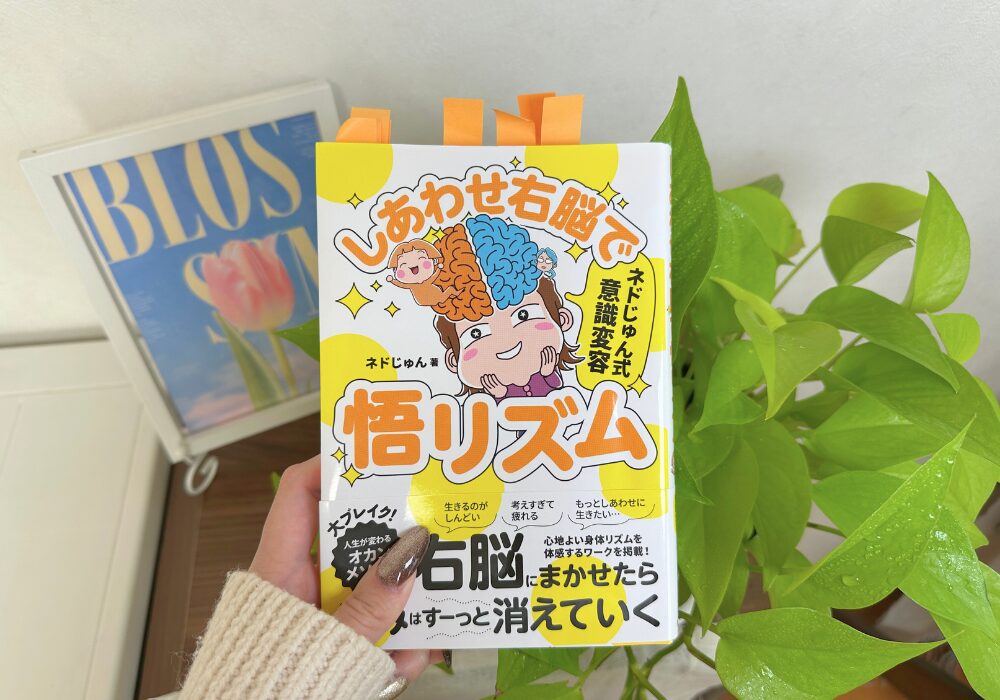 BLOS
しあわせ右脳で
ネドじゅん式
意識変容
ネドじゅん 著
悟リズム
生きるのが
しんどい
考えすぎて
疲れる
もっとしあわせに
生きたい…
大ブレイク!
人生が変わる
オカン
心地よい身体リズムを
体感するワークを掲載!
右脳にまかせたら
はすーっと消えていく